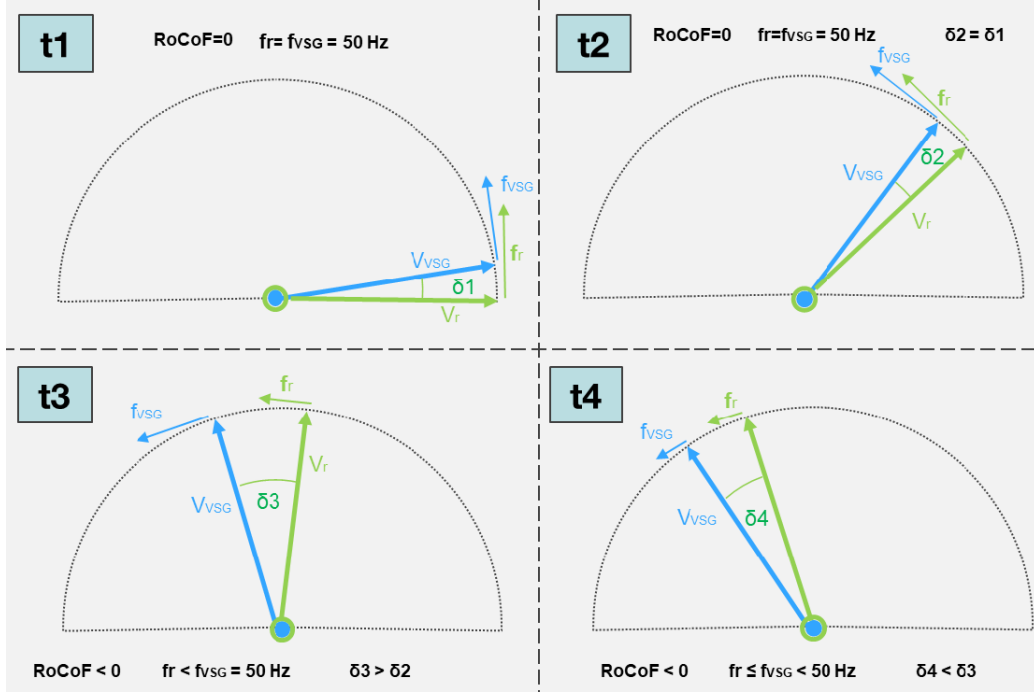 t1
RoCoF=0 fr= fVSG = 50 Hz
fVSG
fr
VVSG
δ1
Vr
t2
RoCoF=0 fr=fVSG = 50 Hz δ2 = δ1
fVSG
fr
δ2
VVSG
Vr
t3
fr
fVSG
Vr
δ3
VVSG
RoCoF < 0 fr < fVSG = 50 Hz δ3 > δ2
t4
fr
fVSG
VVSG
δ4
RoCoF < 0 fr ≤ fVSG < 50 Hz δ4 < δ3